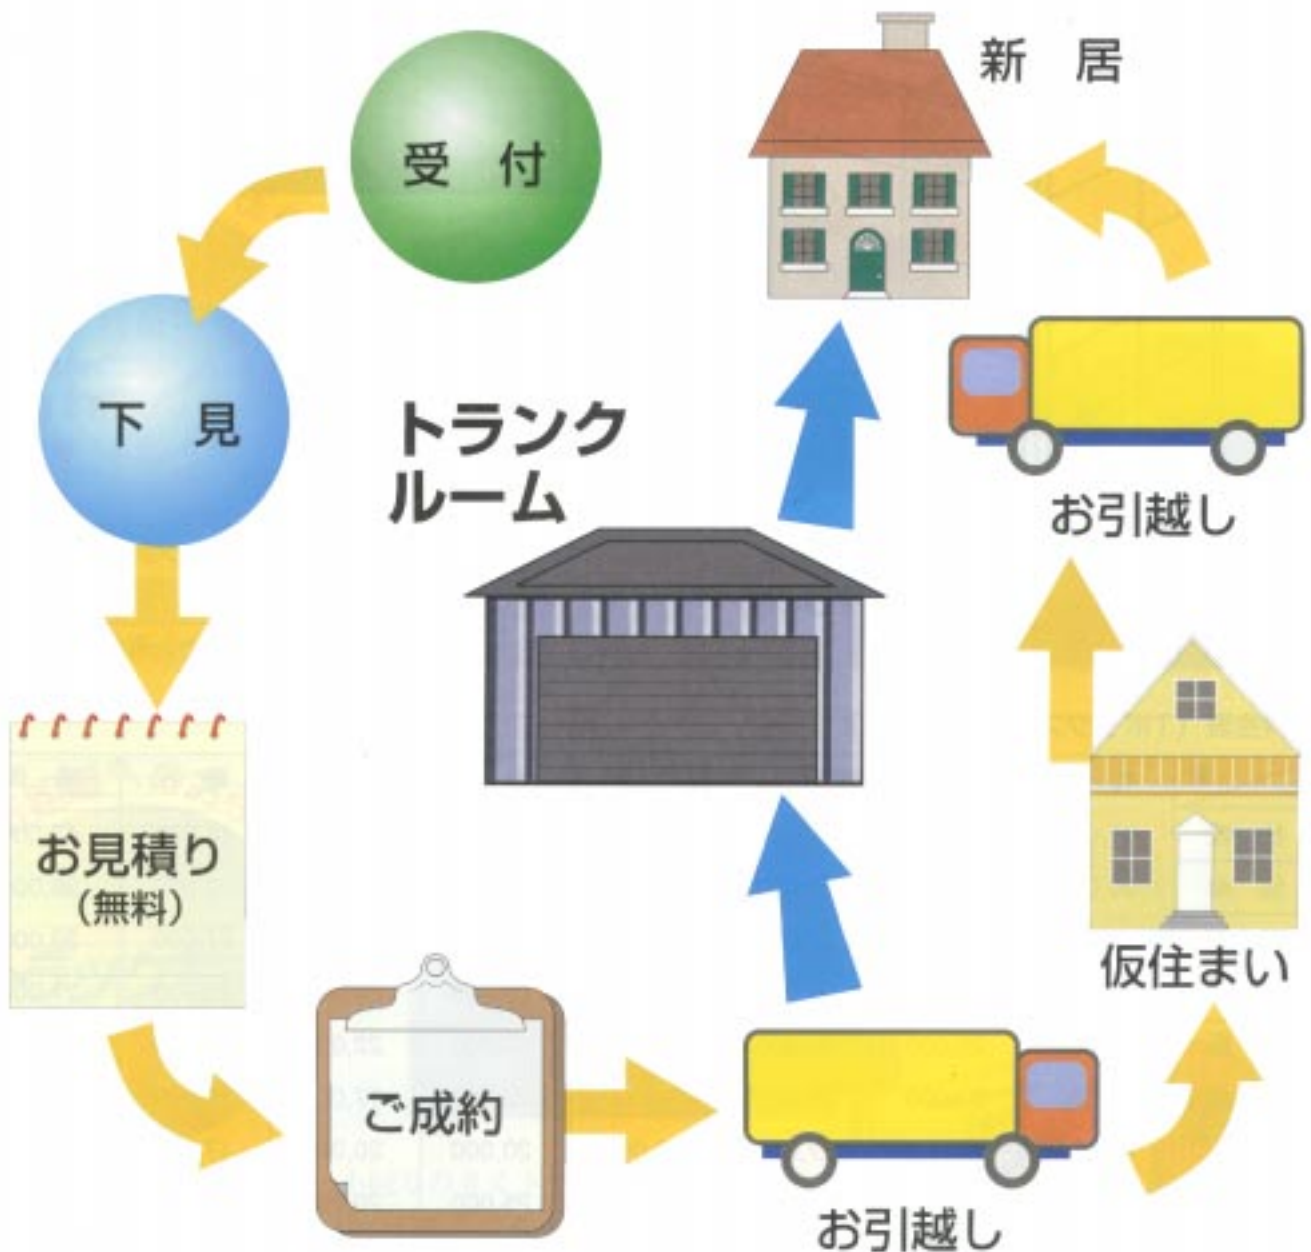 受 付
下 見
お見積り
(無料)
ご成約
お引越し
トランク
ルーム
仮住まい
お引越し
新 居